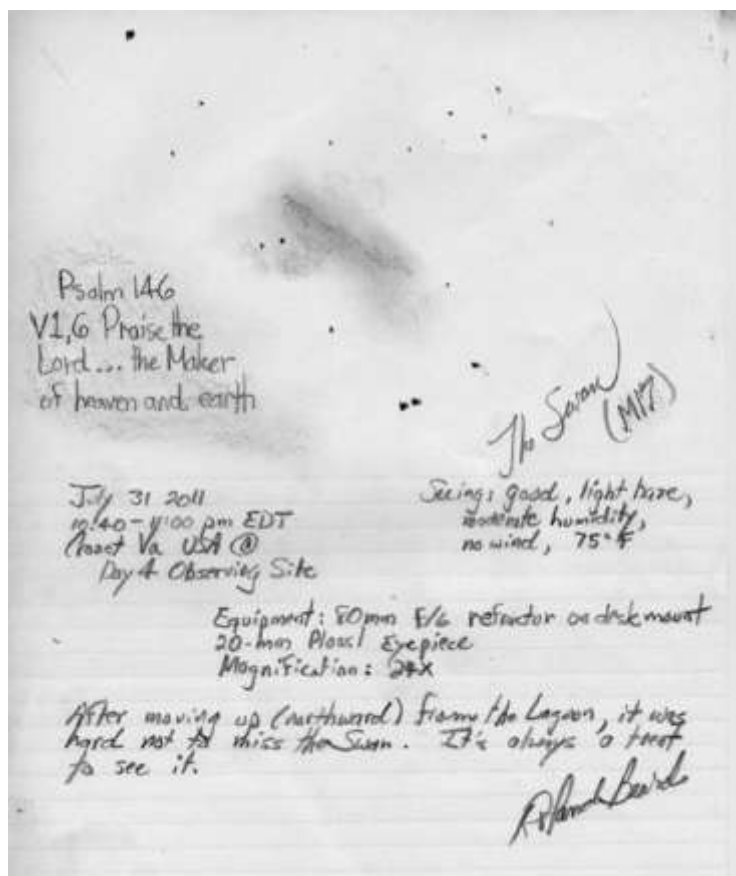 Psalm 146
V1,6 Praise the
Lord... the Maker
of heaven and earth
The Swan
(M17)
July 31 2011
10:40-11:00 pm EDT
Va USA @
Day 4 Observing Site
Seeing: good, light haze,
moderate humidity,
no wind, 75°F
Equipment: 80mm F/6 refractor on desk mount
20-mm Plossl Eyepiece
Magnification: 24X
After moving up (northward) from the Lagoon, it was
hard not to miss the Swan. It's always a treat
to see it.